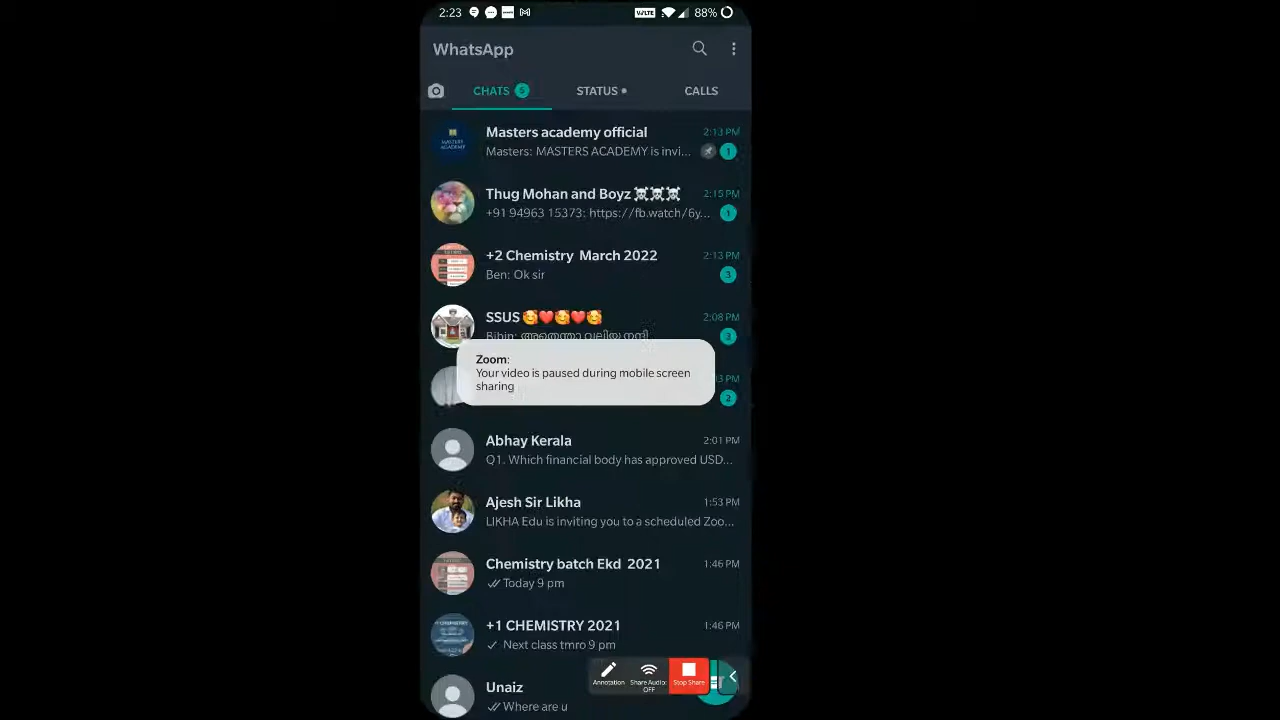 2:23
VoLTE
88%
WhatsApp
CHATS 5
STATUS
CALLS
MASTERS
ACADEMY
Masters academy official
2:13 PM
Masters: MASTERS ACADEMY is invi...
1
Thug Mohan and Boyz ☠️☠️☠️
2:15 PM
+91 94963 15373: https://fb.watch/6y...
1
+2 Chemistry March 2022
2:13 PM
Ben: Ok sir
3
SSUS 🥰❤️🥰❤️🥰
2:08 PM
Bibin:
3
Zoom:
Your video is paused during mobile screen
sharing
PM
2
Abhay Kerala
2:01 PM
Q1. Which financial body has approved USD...
Ajesh Sir Likha
1:53 PM
LIKHA Edu is inviting you to a scheduled Zoo...
Chemistry batch Ekd 2021
1:46 PM
Today 9 pm
+1 CHEMISTRY 2021
1:46 PM
Next class tmro 9 pm
Unaiz
Where are u
Annotation
Share Audio:
OFF
Stop Share